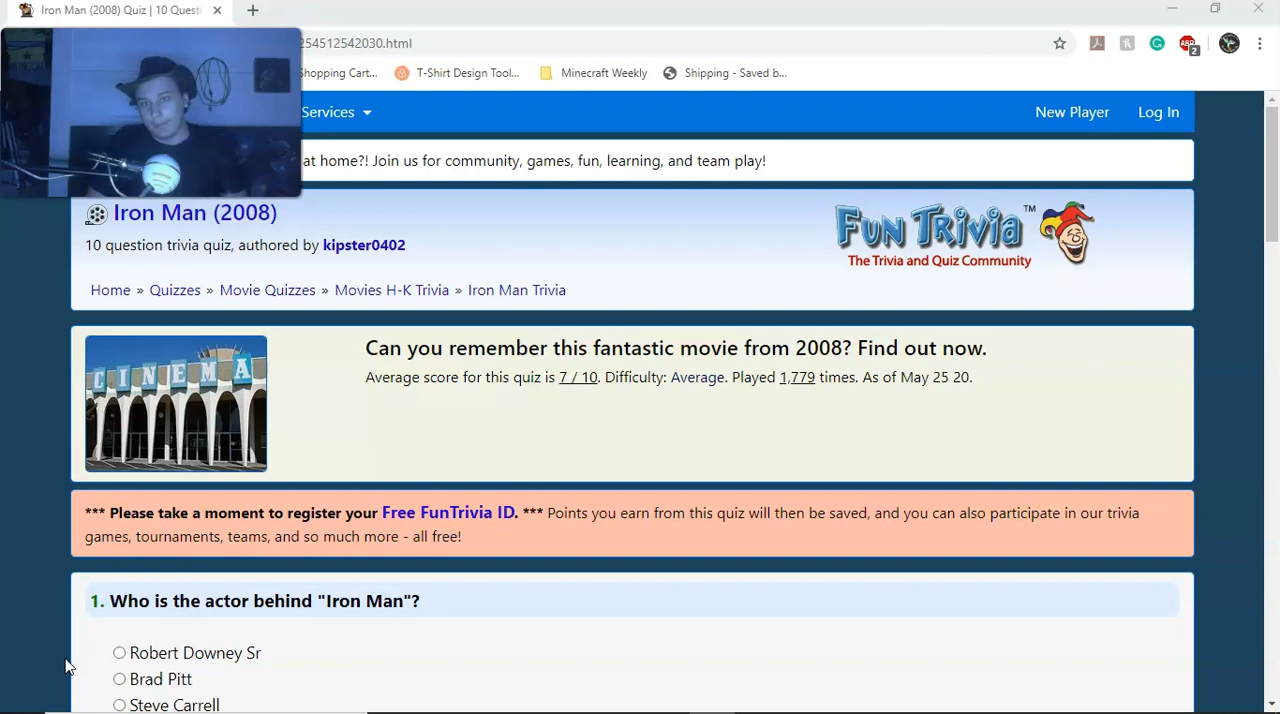 Iron Man (2008) Quiz | 10 Quest
254512542030.html
ABP
2
Shopping Cart...
T-Shirt Design Tool...
Minecraft Weekly
Shipping - Saved b...
Services
New Player
Log In
at home?! Join us for community, games, fun, learning, and team play!
Iron Man (2008)
10 question trivia quiz, authored by kipster0402
FUN TRIVIA™
The Trivia and Quiz Community
Home » Quizzes » Movie Quizzes » Movies H-K Trivia » Iron Man Trivia
CINEMA
Can you remember this fantastic movie from 2008? Find out now.
Average score for this quiz is 7 / 10. Difficulty: Average. Played 1,779 times. As of May 25 20.
*** Please take a moment to register your Free FunTrivia ID. *** Points you earn from this quiz will then be saved, and you can also participate in our trivia
games, tournaments, teams, and so much more - all free!
1. Who is the actor behind "Iron Man"?
Robert Downey Sr
Brad Pitt
Steve Carrell